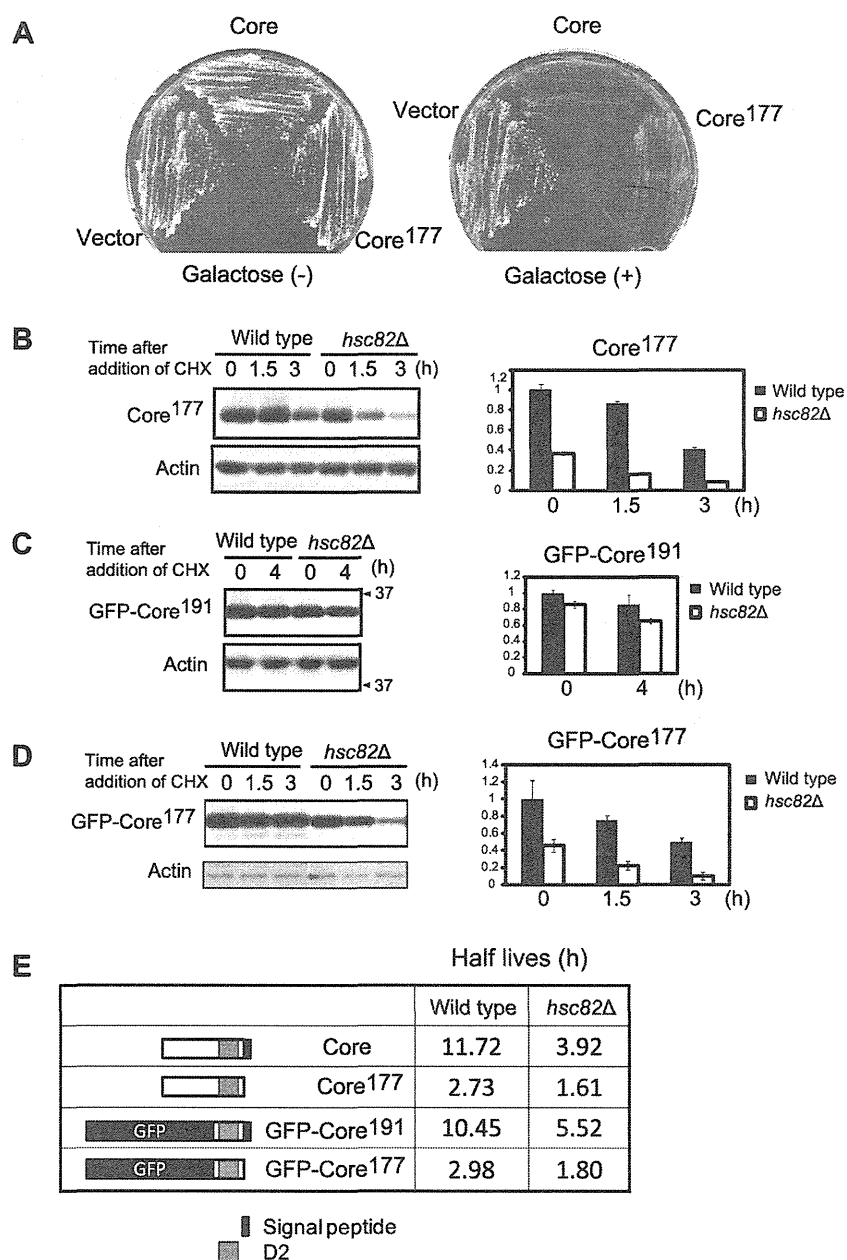 A
Core
Core
Vector
Core177
Galactose (-)
Vector
Core177
Galactose (+)
B
Time after addition of CHX
Wild type hsc82Δ
0 1.5 3 0 1.5 3 (h)
Core177
Actin
Core177
1.2
1
0.8
0.6
0.4
0.2
0
0 1.5 3 (h)
Wild type
hsc82Δ
C
Time after addition of CHX
Wild type hsc82Δ
0 4 0 4 (h)
37
GFP-Core191
Actin
37
GFP-Core191
1.2
1
0.8
0.6
0.4
0.2
0
0 4 (h)
Wild type
hsc82Δ
D
Time after addition of CHX
Wild type hsc82Δ
0 1.5 3 0 1.5 3 (h)
GFP-Core177
Actin
GFP-Core177
1.4
1.2
1
0.8
0.6
0.4
0.2
0
0 1.5 3 (h)
Wild type
hsc82Δ
E
Half lives (h)
Wild type hsc82Δ
Core 11.72 3.92
Core177 2.73 1.61
GFP GFP-Core191 10.45 5.52
GFP GFP-Core177 2.98 1.80
Signal peptide
D2